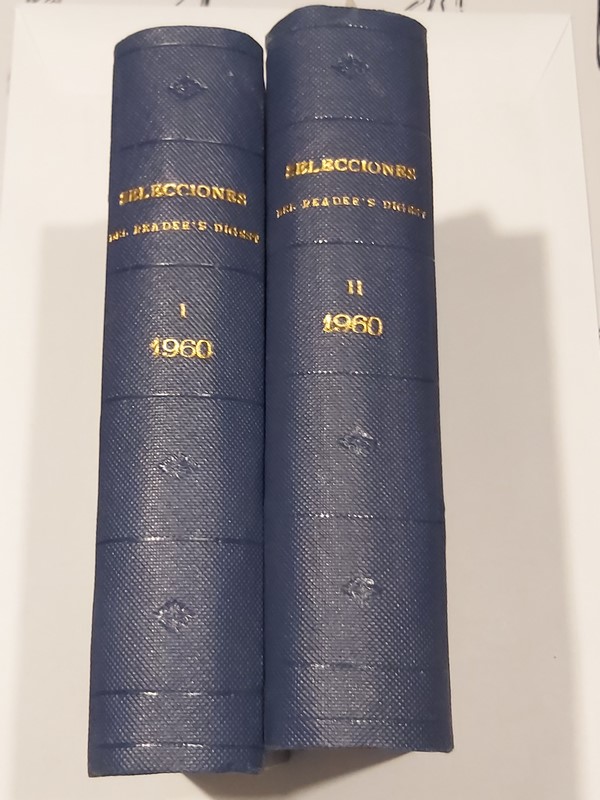 SELECCIONES
DEL READER'S DIGEST
I
1960
SELECCIONES
DEL READER'S DIGEST
II
1960